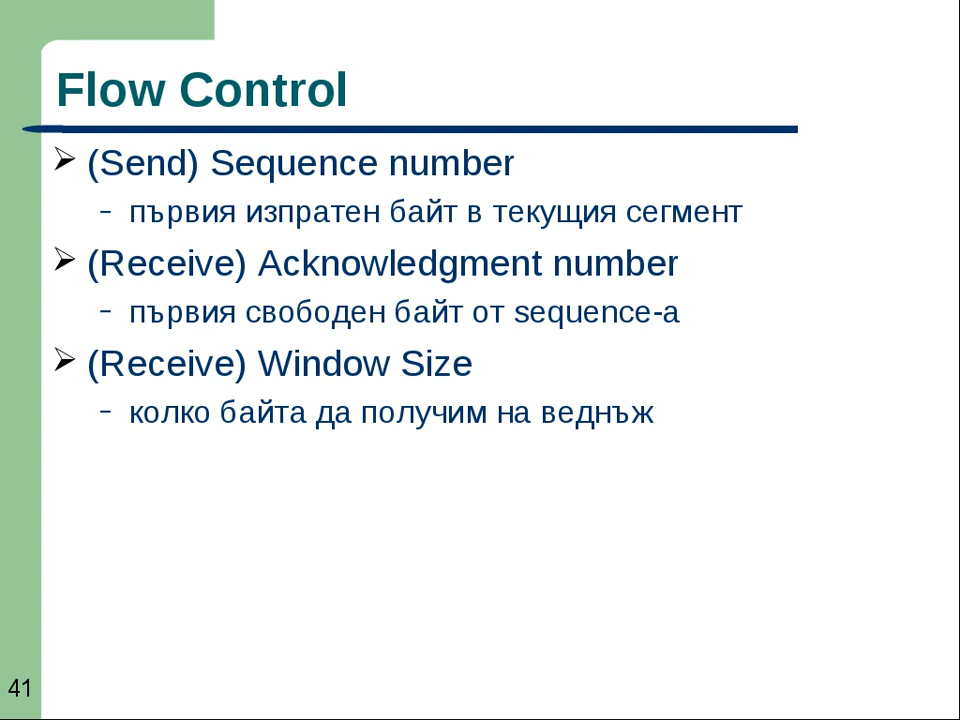 Flow Control
(Send) Sequence number
– първия изпратен байт в текущия сегмент
(Receive) Acknowledgment number
– първия свободен байт от sequence-а
(Receive) Window Size
– колко байта да получим на веднъж
41